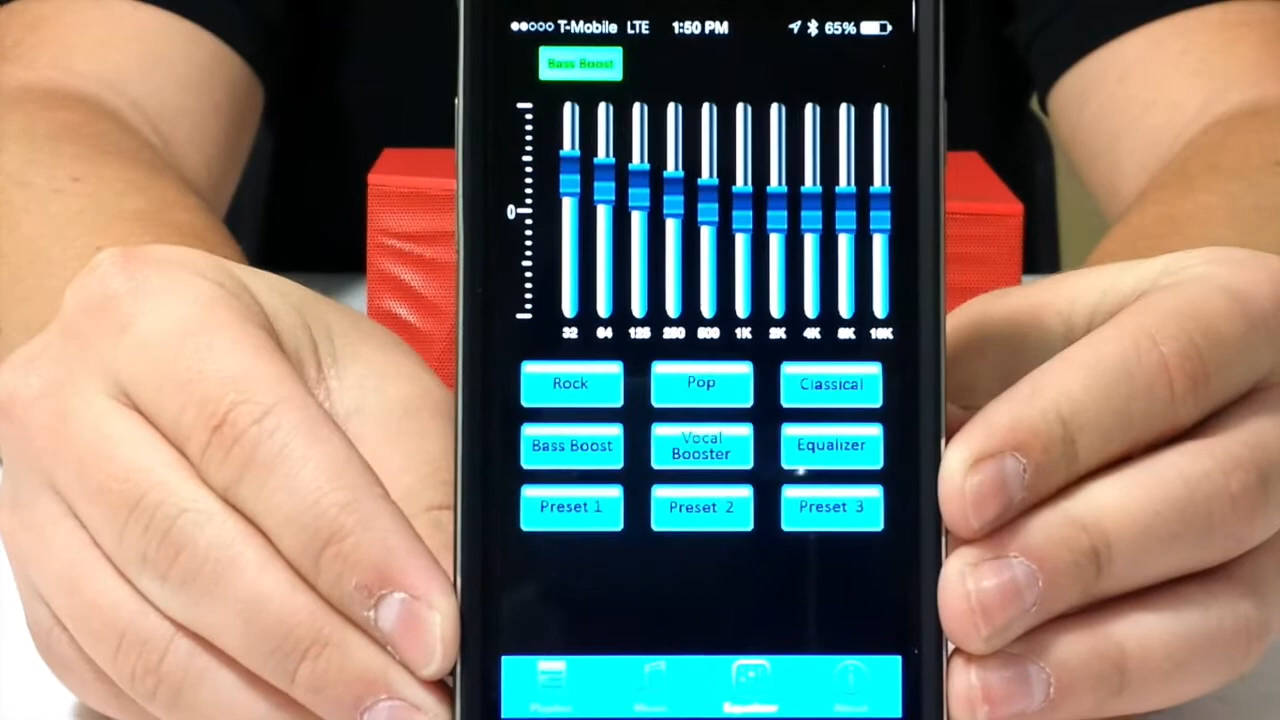 T-Mobile LTE 1:50 PM 65%
Bass Boost
0
32 64 125 250 500 1K 2K 4K 8K 16K
Rock Pop Classical
Bass Boost Vocal Booster Equalizer
Preset 1 Preset 2 Preset 3
Equalizer